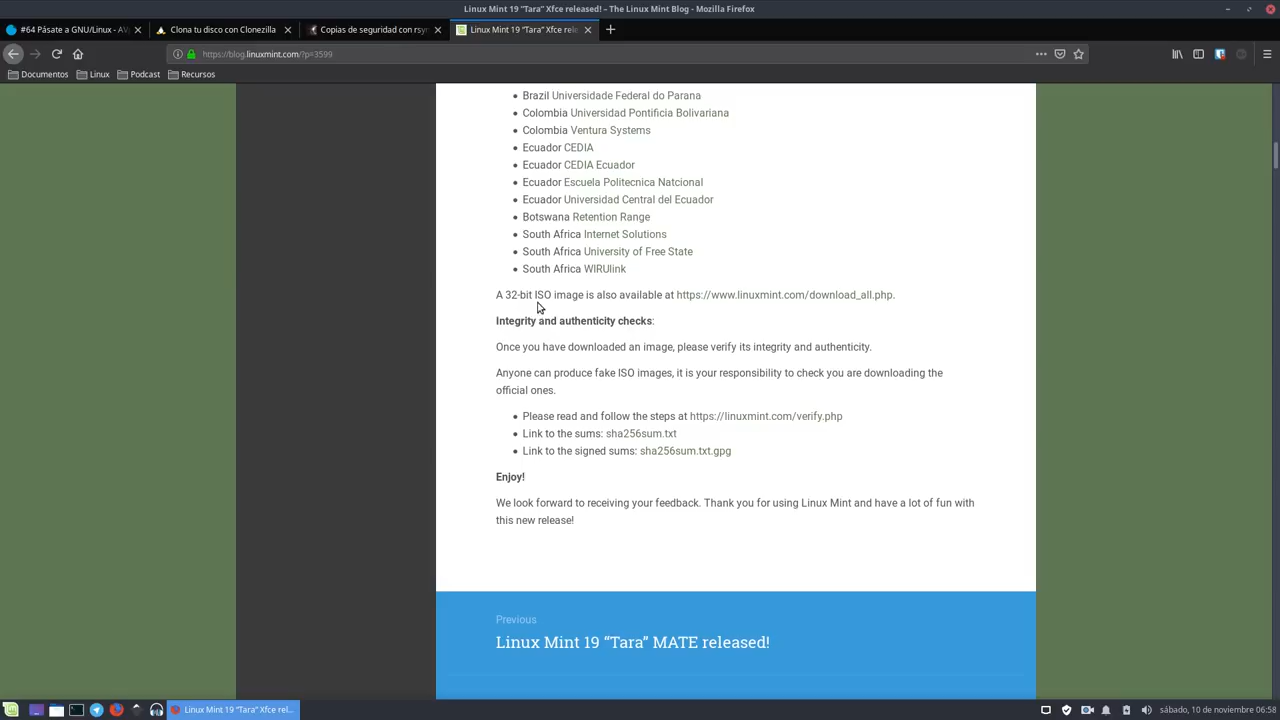 Linux Mint 19 "Tara" Xfce released! – The Linux Mint Blog - Mozilla Firefox
#64 Pásate a GNU/Linux - AV
Clona tu disco con Clonezilla
Copias de seguridad con rsyn
Linux Mint 19 "Tara" Xfce rele
https://blog.linuxmint.com/?p=3599
Documentos
Linux
Podcast
Recursos
Brazil Universidade Federal do Parana
Colombia Universidad Pontificia Bolivariana
Colombia Ventura Systems
Ecuador CEDIA
Ecuador CEDIA Ecuador
Ecuador Escuela Politecnica Natcional
Ecuador Universidad Central del Ecuador
Botswana Retention Range
South Africa Internet Solutions
South Africa University of Free State
South Africa WIRUlink
A 32-bit ISO image is also available at https://www.linuxmint.com/download_all.php.
Integrity and authenticity checks:
Once you have downloaded an image, please verify its integrity and authenticity.
Anyone can produce fake ISO images, it is your responsibility to check you are downloading the
official ones.
Please read and follow the steps at https://linuxmint.com/verify.php
Link to the sums: sha256sum.txt
Link to the signed sums: sha256sum.txt.gpg
Enjoy!
We look forward to receiving your feedback. Thank you for using Linux Mint and have a lot of fun with
this new release!
Previous
Linux Mint 19 “Tara” MATE released!
Linux Mint 19 "Tara" Xfce rel...
sábado, 10 de noviembre 06:58